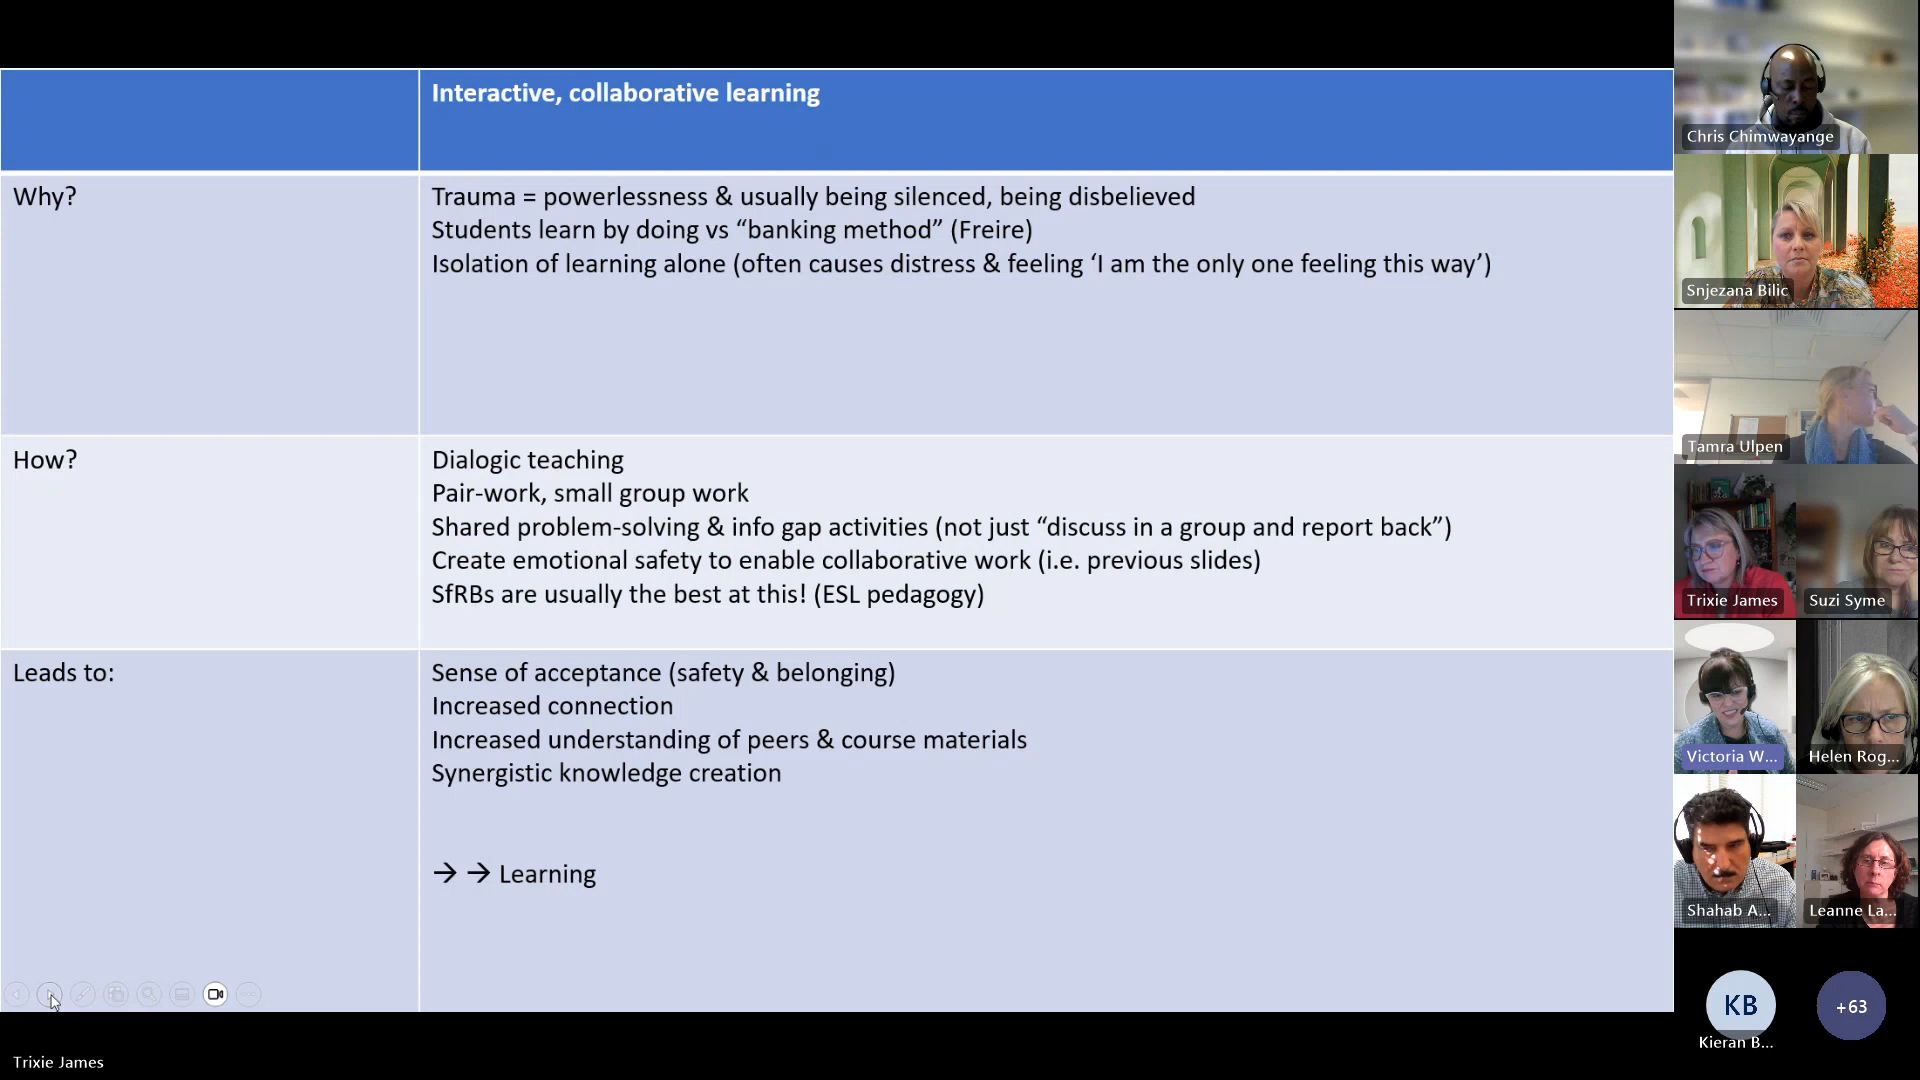 Interactive, collaborative learning
Why?
Trauma = powerlessness & usually being silenced, being disbelieved
Students learn by doing vs “banking method” (Freire)
Isolation of learning alone (often causes distress & feeling ‘I am the only one feeling this way’)
How?
Dialogic teaching
Pair-work, small group work
Shared problem-solving & info gap activities (not just “discuss in a group and report back”)
Create emotional safety to enable collaborative work (i.e. previous slides)
SfRBs are usually the best at this! (ESL pedagogy)
Leads to:
Sense of acceptance (safety & belonging)
Increased connection
Increased understanding of peers & course materials
Synergistic knowledge creation
→ → Learning
Trixie James
Chris Chimwayange
Snjezana Bilic
Tamra Ulpen
Trixie James
Suzi Syme
Victoria W...
Helen Rog...
Shahab A...
Leanne La...
KB
+63
Kieran B...